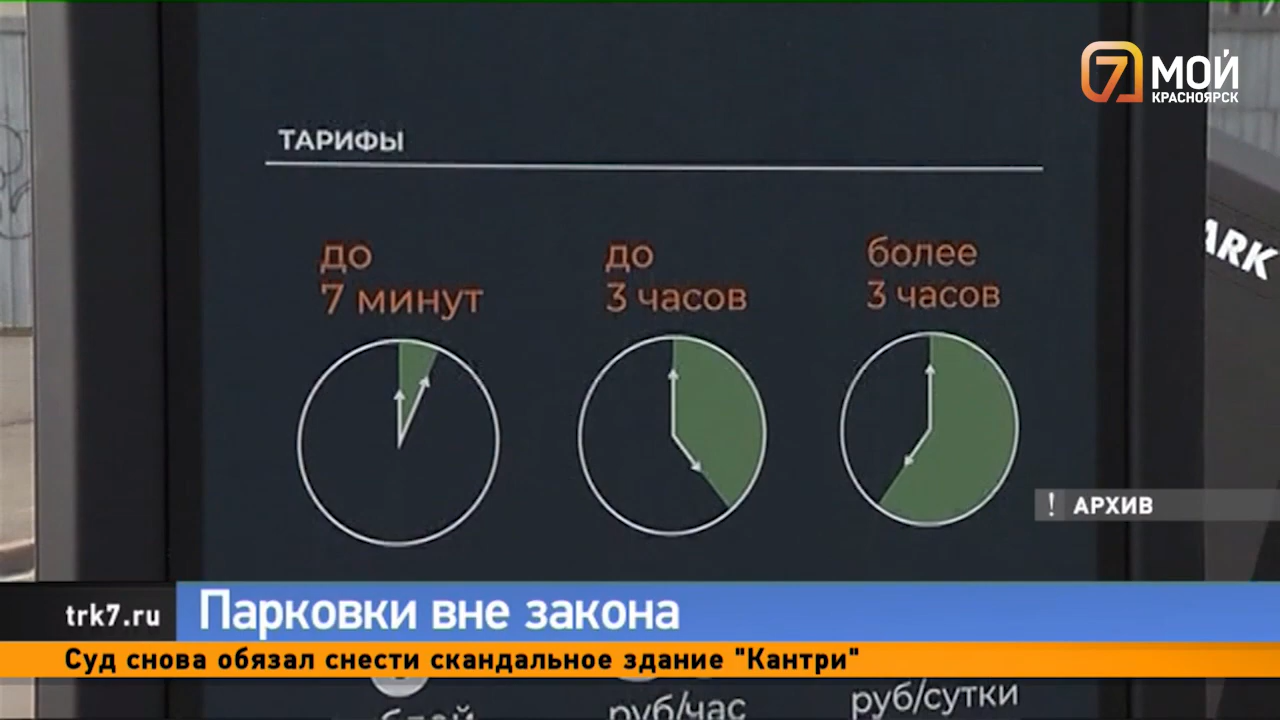 7 МОЙ
КРАСНОЯРСК
ТАРИФЫ
до
7 минут
до
3 часов
более
3 часов
! АРХИВ
trk7.ru
Парковки вне закона
Суд снова обязал снести скандальное здание "Кантри"
руб/час
руб/сутки